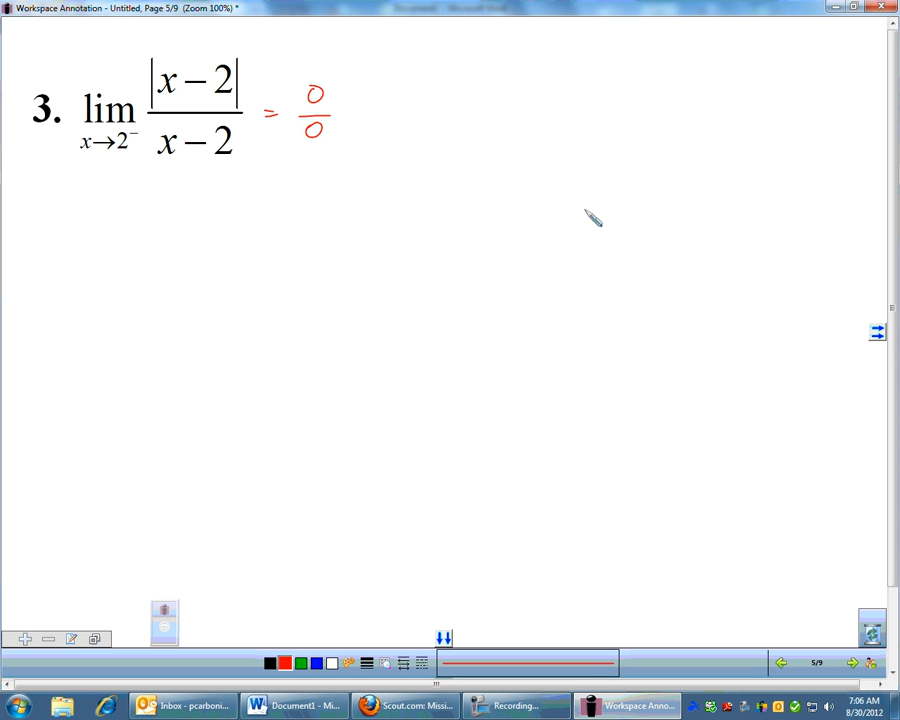 Workspace Annotation - Untitled, Page 5/9 (Zoom 100%) *
3. lim x→2⁻ |x − 2| / x − 2 = 0/0
5/9
Inbox - pcarboni...
Document1 - Mi...
Scout.com: Missi...
Recording...
Workspace Anno...
7:06 AM
8/30/2012